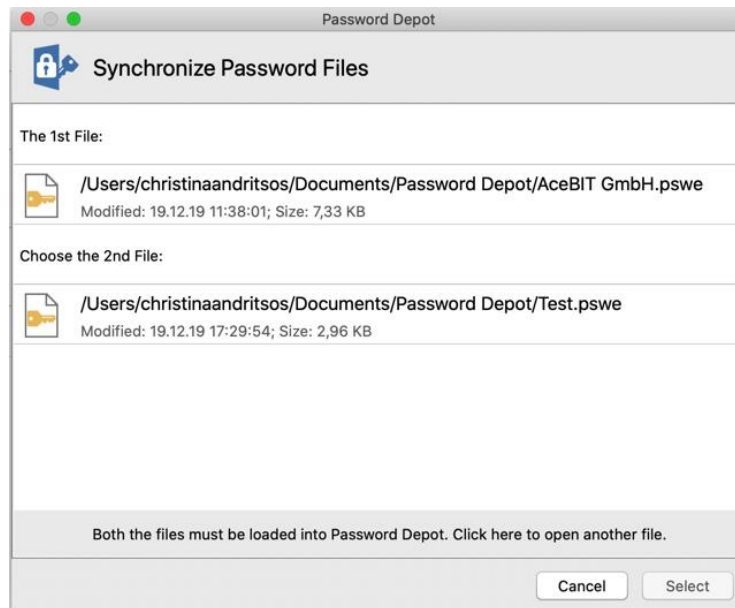 Password Depot
Synchronize Password Files
The 1st File:
/Users/christinaandritsos/Documents/Password Depot/AceBIT GmbH.pswe
Modified: 19.12.19 11:38:01; Size: 7,33 KB
Choose the 2nd File:
/Users/christinaandritsos/Documents/Password Depot/Test.pswe
Modified: 19.12.19 17:29:54; Size: 2,96 KB
Both the files must be loaded into Password Depot. Click here to open another file.
Cancel Select